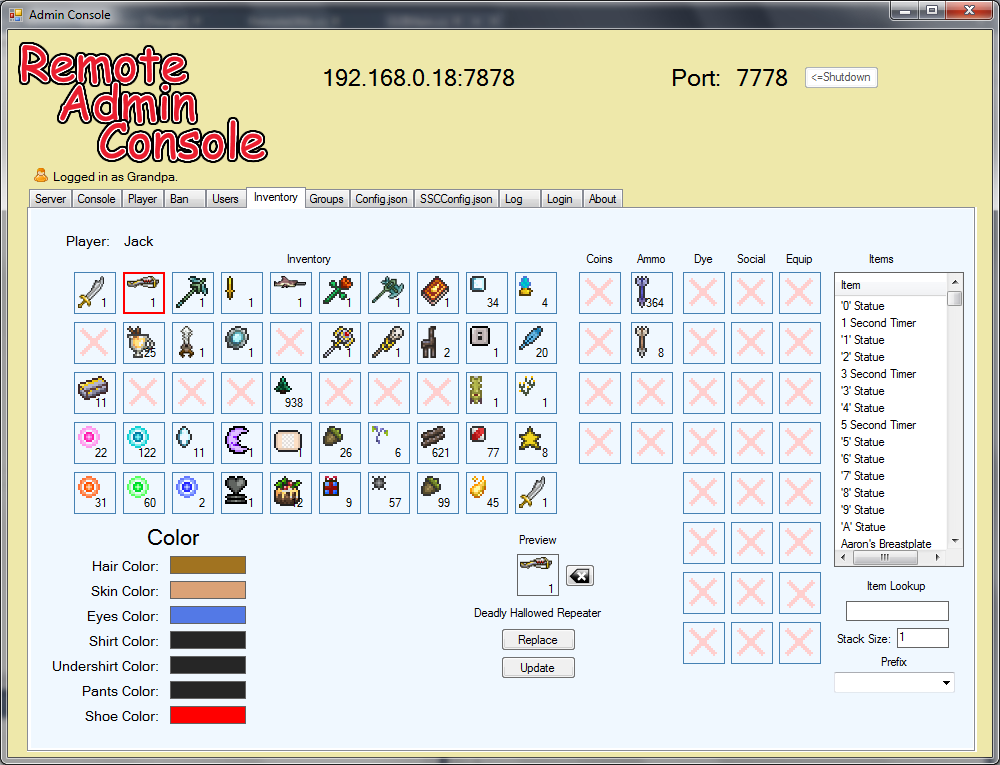 Admin Console
Remote
Admin
Console
192.168.0.18:7878
Port: 7778
<=Shutdown
Logged in as Grandpa.
Server Console Player Ban Users Inventory Groups Config.json SSCConfig.json Log Login About
Player: Jack
Inventory Coins Ammo Dye Social Equip Items
1 1 1 1 1 1 1 1 34 4 364
25 1 1 1 1 2 1 20 8
11 938 1 1
22 122 11 1 1 26 6 621 77 8
31 60 2 1 12 9 57 99 45 1
Item
'0' Statue
1 Second Timer
'1' Statue
'2' Statue
3 Second Timer
'3' Statue
'4' Statue
5 Second Timer
'5' Statue
'6' Statue
'7' Statue
'8' Statue
'9' Statue
'A' Statue
Aaron's Breastplate
Color
Hair Color:
Skin Color:
Eyes Color:
Shirt Color:
Undershirt Color:
Pants Color:
Shoe Color:
Preview
1
Deadly Hallowed Repeater
Replace
Update
Item Lookup
Stack Size: 1
Prefix